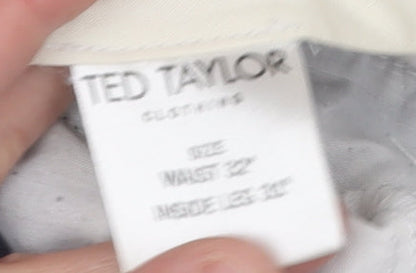 TED TAYLOR
CLOTHING
SIZE
WAIST 32"
INSIDE LEG